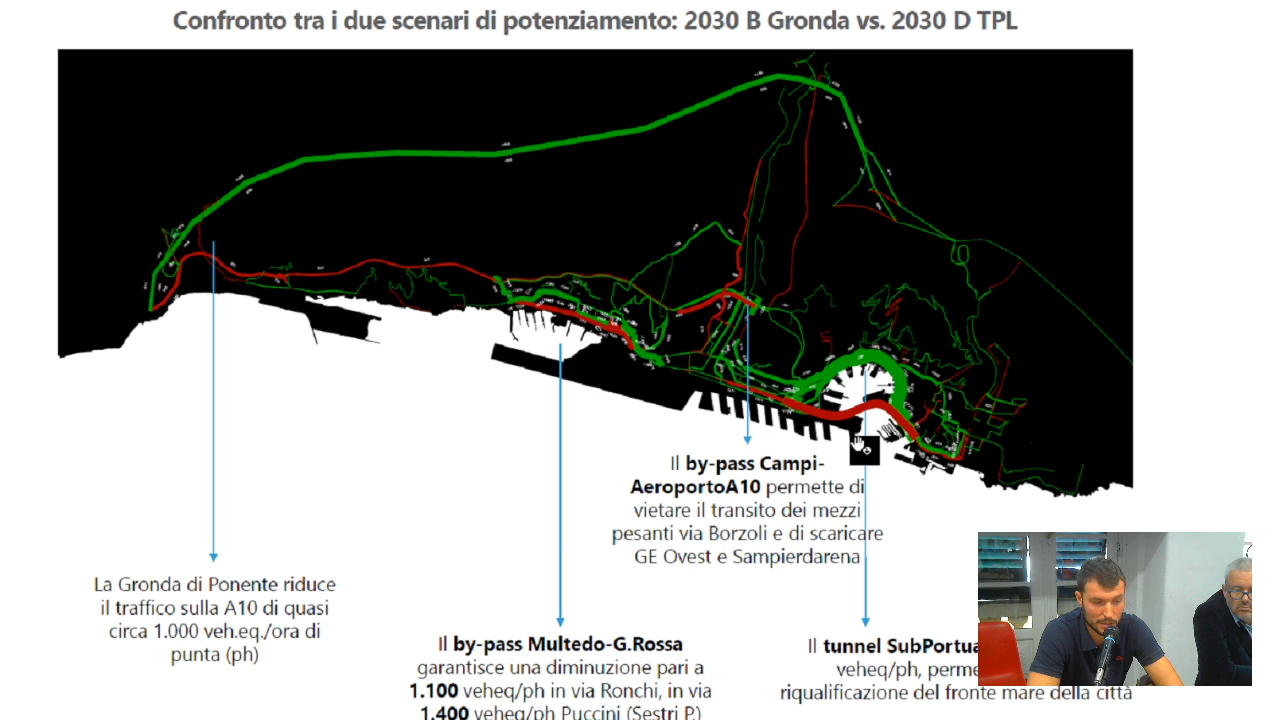 Confronto tra i due scenari di potenziamento: 2030 B Gronda vs. 2030 D TPL
Il by-pass Campi-
AeroportoA10 permette di
vietare il transito dei mezzi
pesanti via Borzoli e di scaricare
GE Ovest e Sampierdarena
La Gronda di Ponente riduce
il traffico sulla A10 di quasi
circa 1.000 veh.eq./ora di
punta (ph)
Il by-pass Multedo-G.Rossa
garantisce una diminuzione pari a
1.100 veheq/ph in via Ronchi, in via
1.400 veheq/ph Puccini (Sestri P.)
Il tunnel SubPortua
veheq/ph, perme
riqualificazione del fronte mare della città